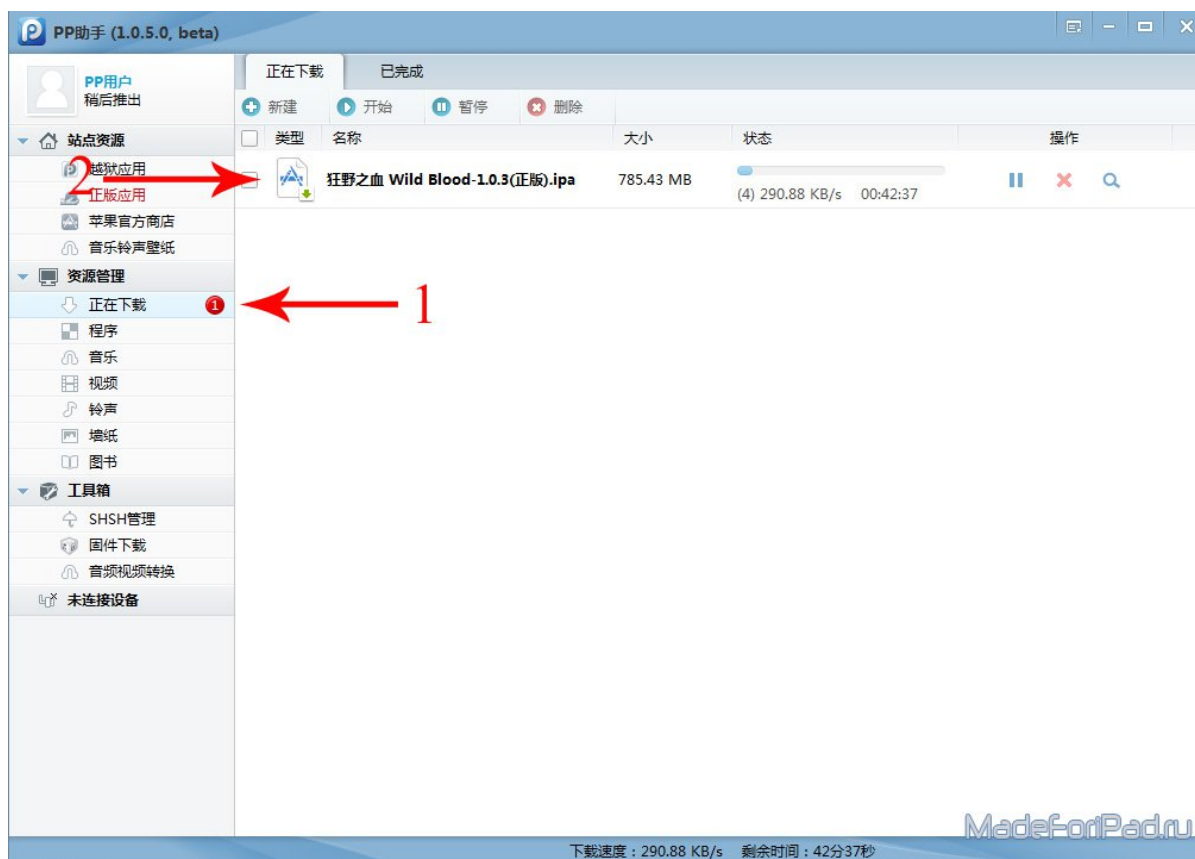 PP助手 (1.0.5.0, beta)
PP用户
稍后推出
正在下载 已完成
新建 开始 暂停 删除
站点资源
类型 名称 大小 状态 操作
越狱应用
2
正版应用
狂野之血 Wild Blood-1.0.3(正版).ipa 785.43 MB
(4) 290.88 KB/s 00:42:37
苹果官方商店
音乐铃声壁纸
资源管理
正在下载 1
1
程序
音乐
视频
铃声
墙纸
图书
工具箱
SHSH管理
固件下载
音频视频转换
未连接设备
MadeForiPad.ru
下载速度：290.88 KB/s 剩余时间：42分37秒